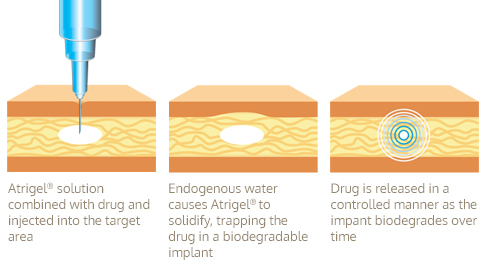 Atrigel® solution
combined with drug and
injected into the target
area
Endogenous water
causes Atrigel® to
solidify, trapping the
drug in a biodegradable
implant
Drug is released in a
controlled manner as the
impant biodegrades over
time